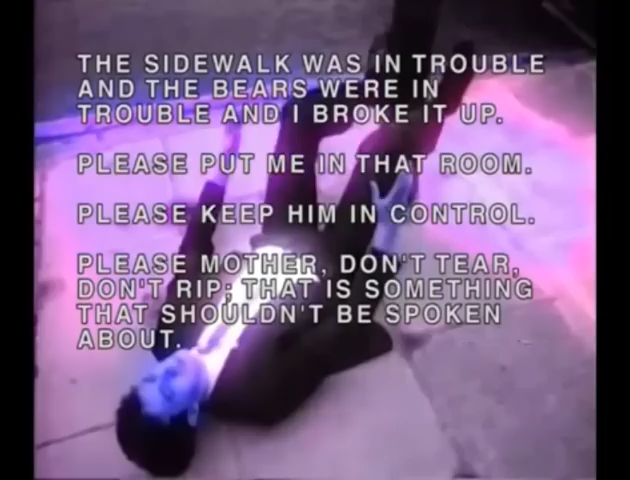 THE SIDEWALK WAS IN TROUBLE
AND THE BEARS WERE IN
TROUBLE AND I BROKE IT UP.
PLEASE PUT ME IN THAT ROOM.
PLEASE KEEP HIM IN CONTROL.
PLEASE MOTHER, DON'T TEAR,
DON'T RIP; THAT IS SOMETHING
THAT SHOULDN'T BE SPOKEN
ABOUT.